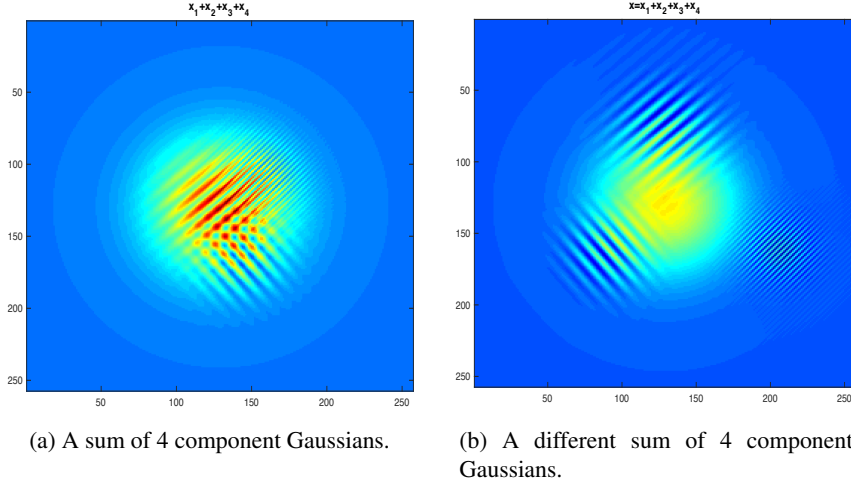 x₁+x₂+x₃+x₄
50
100
150
200
250
50 100 150 200 250
(a) A sum of 4 component Gaussians.
x=x₁+x₂+x₃+x₄
50
100
150
200
250
50 100 150 200 250
(b) A different sum of 4 component
Gaussians.